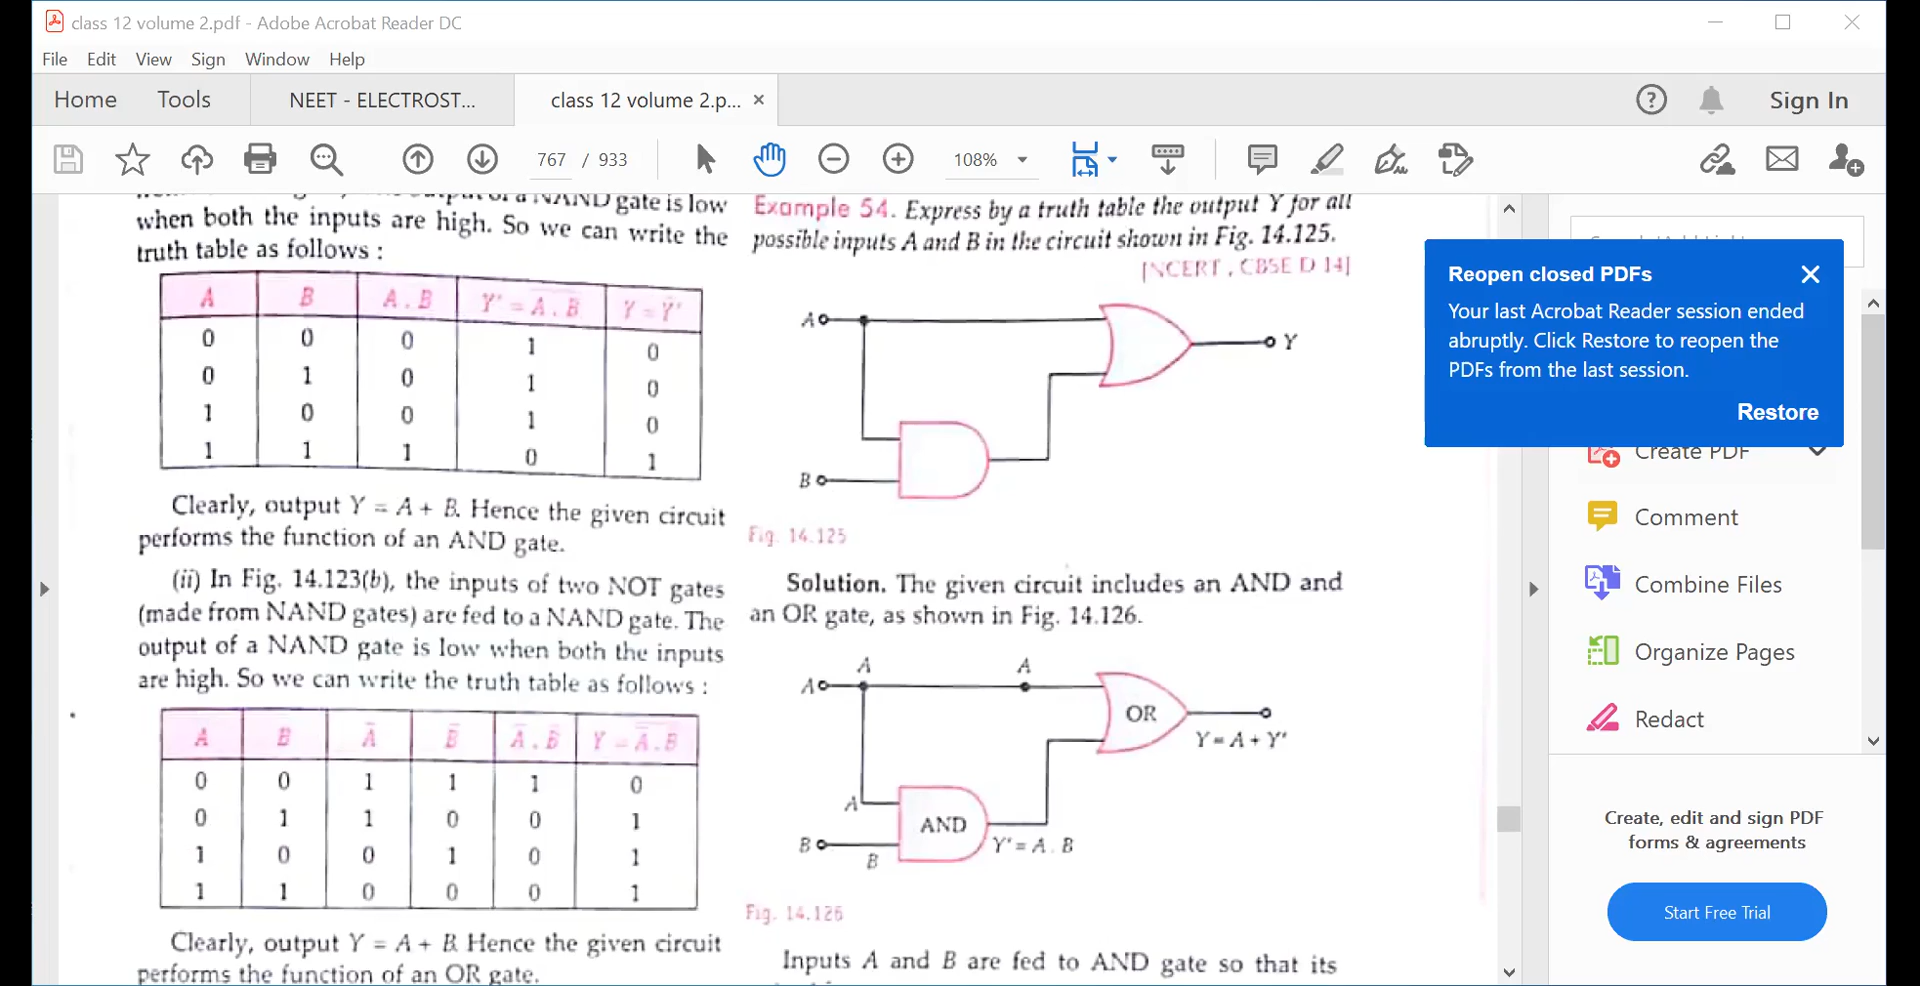 class 12 volume 2.pdf - Adobe Acrobat Reader DC
File Edit View Sign Window Help
Home Tools NEET - ELECTROST... class 12 volume 2.p... ×
Sign In
767 / 933 108%
of a NAND gate is low
when both the inputs are high. So we can write the
truth table as follows :
A B A . B Y' = \overline{A . B} Y = \overline{Y'}
0 0 0 1 0
0 1 0 1 0
1 0 0 1 0
1 1 1 0 1
Clearly, output Y = A + B. Hence the given circuit
performs the function of an AND gate.
(ii) In Fig. 14.123(b), the inputs of two NOT gates
(made from NAND gates) are fed to a NAND gate. The
output of a NAND gate is low when both the inputs
are high. So we can write the truth table as follows :
A B Ā B̄ Ā . B̄ Y = \overline{Ā . B̄}
0 0 1 1 1 0
0 1 1 0 0 1
1 0 0 1 0 1
1 1 0 0 0 1
Clearly, output Y = A + B. Hence the given circuit
performs the function of an OR gate.
Example 54. Express by a truth table the output Y for all
possible inputs A and B in the circuit shown in Fig. 14.125.
[NCERT , CBSE D 14]
A
Y
B
Fig. 14.125
Solution. The given circuit includes an AND and
an OR gate, as shown in Fig. 14.126.
A A
A
OR
Y = A + Y'
A
AND
B B Y' = A . B
Fig. 14.126
Inputs A and B are fed to AND gate so that its
Reopen closed PDFs
Your last Acrobat Reader session ended
abruptly. Click Restore to reopen the
PDFs from the last session.
Restore
Create PDF
Comment
Combine Files
Organize Pages
Redact
Create, edit and sign PDF
forms & agreements
Start Free Trial